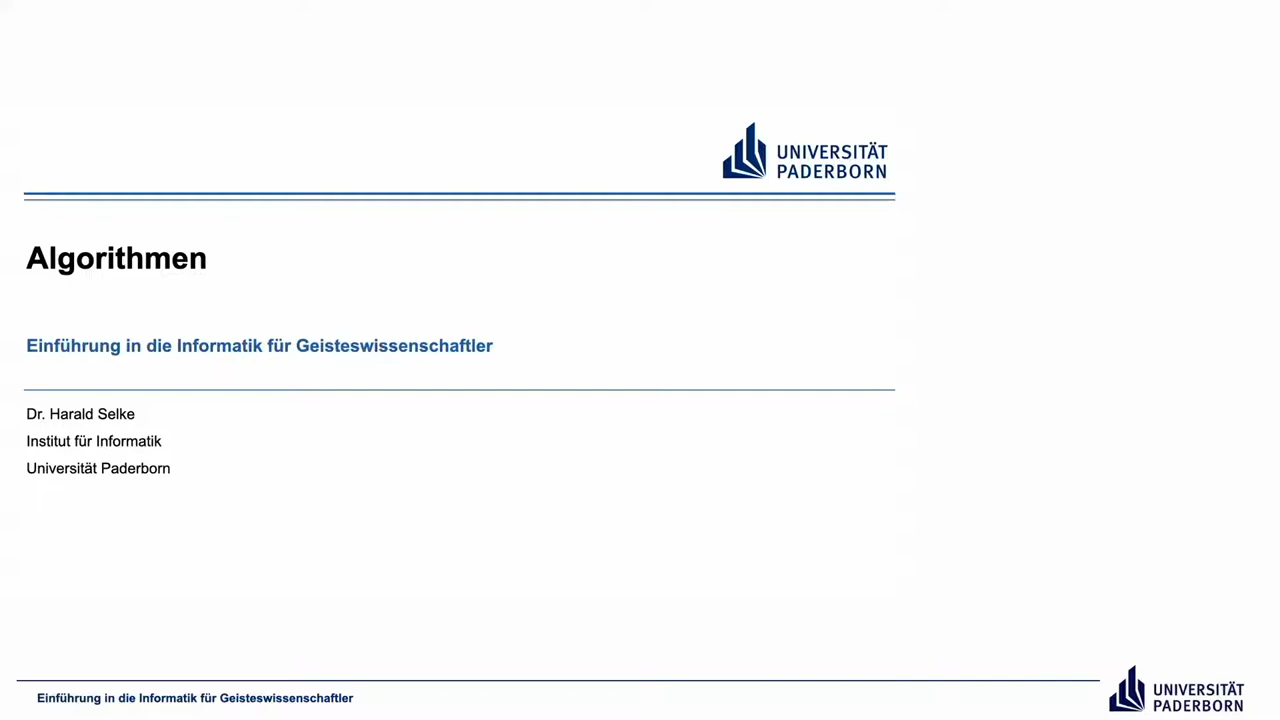 UNIVERSITÄT
PADERBORN
Algorithmen
Einführung in die Informatik für Geisteswissenschaftler
Dr. Harald Selke
Institut für Informatik
Universität Paderborn
Einführung in die Informatik für Geisteswissenschaftler
UNIVERSITÄT
PADERBORN